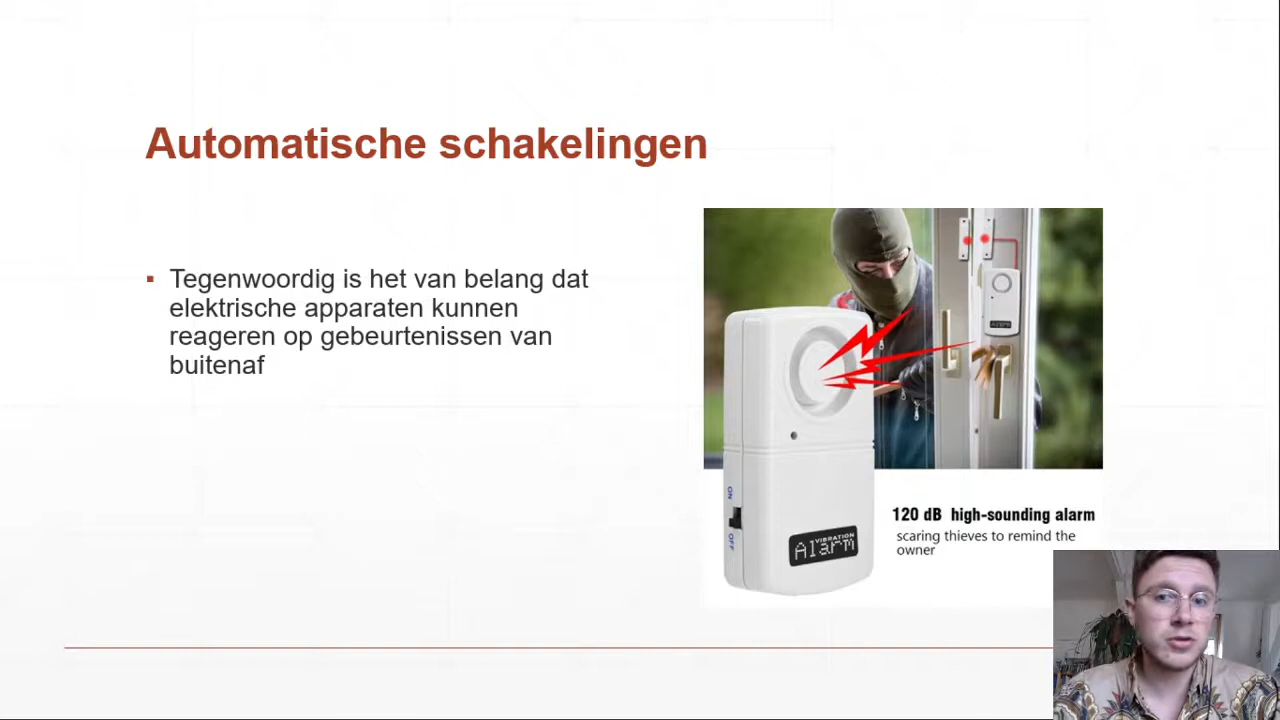 Automatische schakelingen
Tegenwoordig is het van belang dat
elektrische apparaten kunnen
reageren op gebeurtenissen van
buitenaf
ON
OFF
VIBRATION
Alarm
Alarm
120 dB high-sounding alarm
scaring thieves to remind the
owner